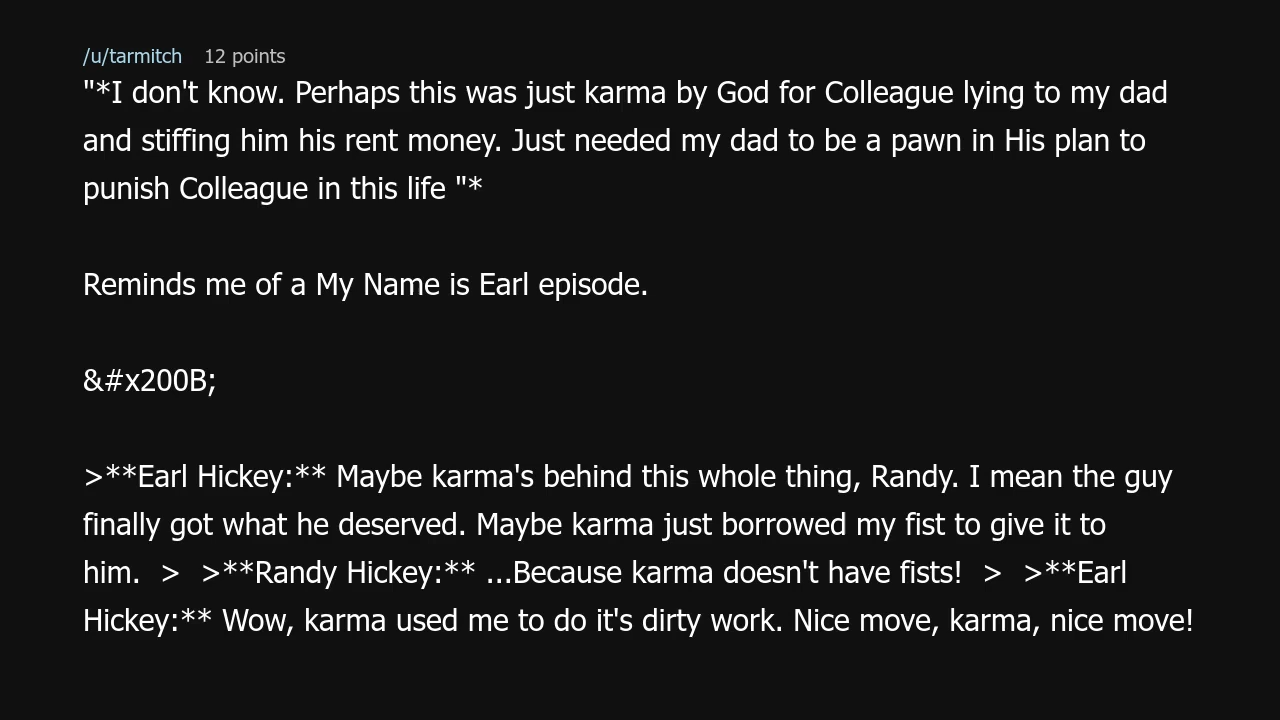 /u/tarmitch 12 points
"*I don't know. Perhaps this was just karma by God for Colleague lying to my dad
and stiffing him his rent money. Just needed my dad to be a pawn in His plan to
punish Colleague in this life "*
Reminds me of a My Name is Earl episode.
&#x200B;
>**Earl Hickey:** Maybe karma's behind this whole thing, Randy. I mean the guy
finally got what he deserved. Maybe karma just borrowed my fist to give it to
him.  >  >**Randy Hickey:** ...Because karma doesn't have fists!  >  >**Earl
Hickey:** Wow, karma used me to do it's dirty work. Nice move, karma, nice move!